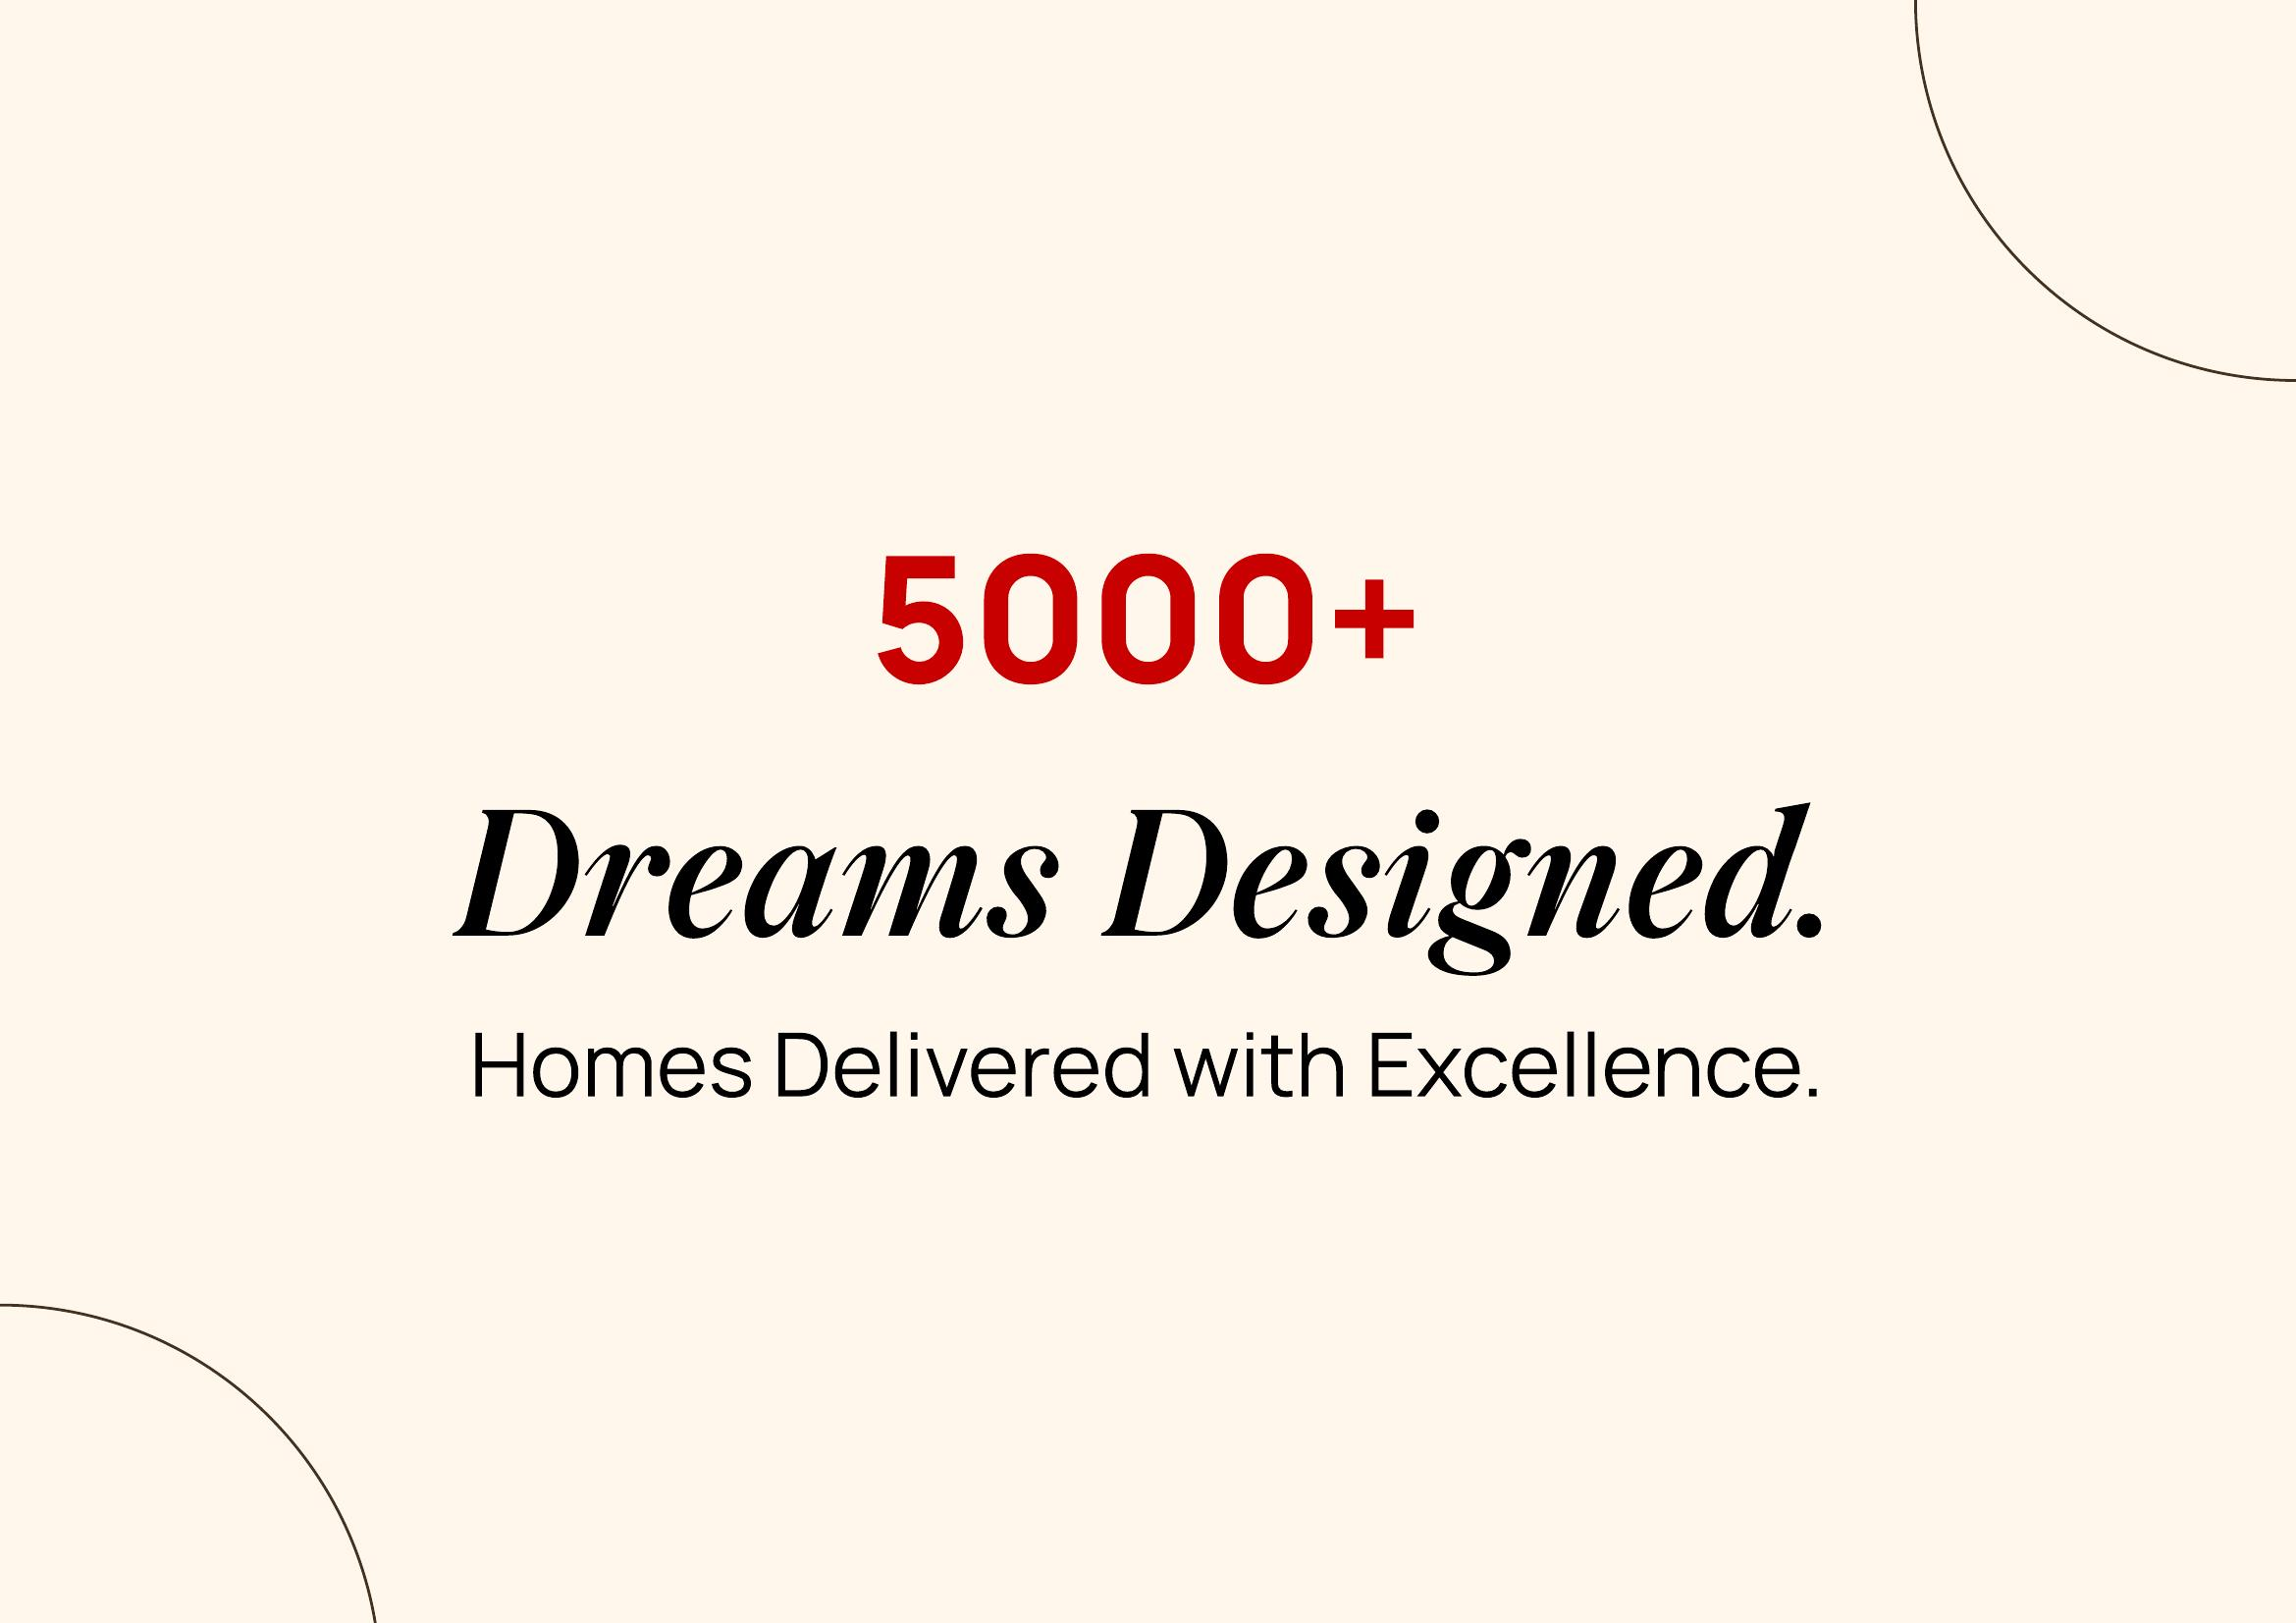 5000+
Dreams Designed.
Homes Delivered with Excellence.